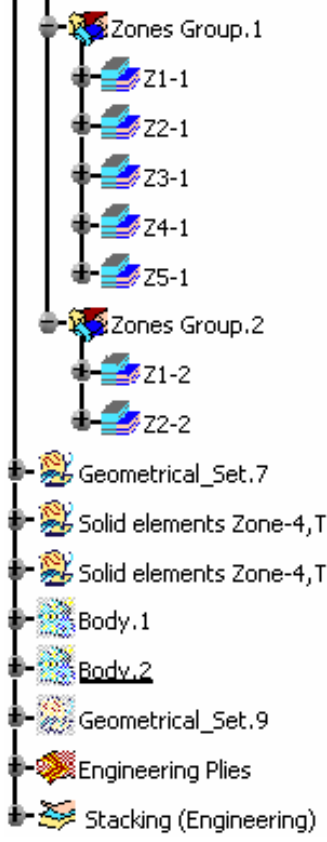 Zones Group.1
Z1-1
Z2-1
Z3-1
Z4-1
Z5-1
Zones Group.2
Z1-2
Z2-2
Geometrical_Set.7
Solid elements Zone-4,T
Solid elements Zone-4,T
Body.1
Body.2
Geometrical_Set.9
Engineering Plies
Stacking (Engineering)